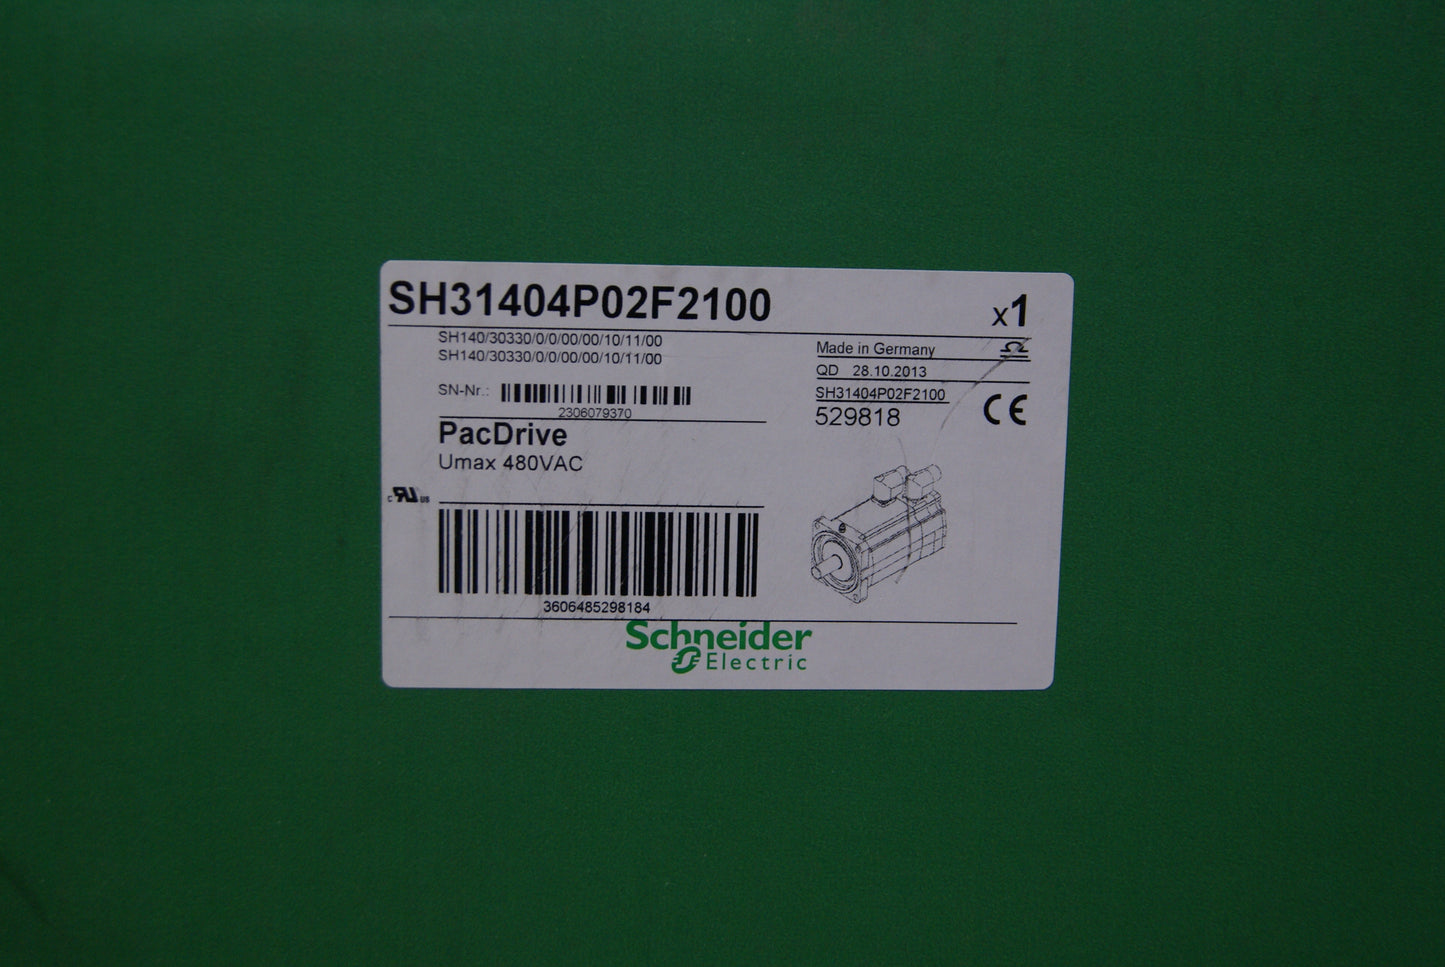 SH31404P02F2100
x1
SH140/30330/0/0/00/00/10/11/00
SH140/30330/0/0/00/00/10/11/00
Made in Germany
QD 28.10.2013
SN-Nr.:
2306079370
SH31404P02F2100
529818
CE
PacDrive
Umax 480VAC
c RU us
3606485298184
Schneider
Electric